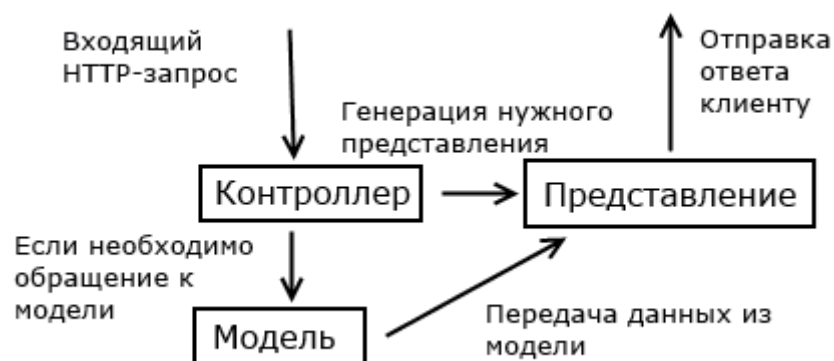 Входящий
HTTP-запрос
Отправка
ответа
клиенту
Генерация нужного
представления
Контроллер
Представление
Если необходимо
обращение к
модели
Модель
Передача данных из
модели